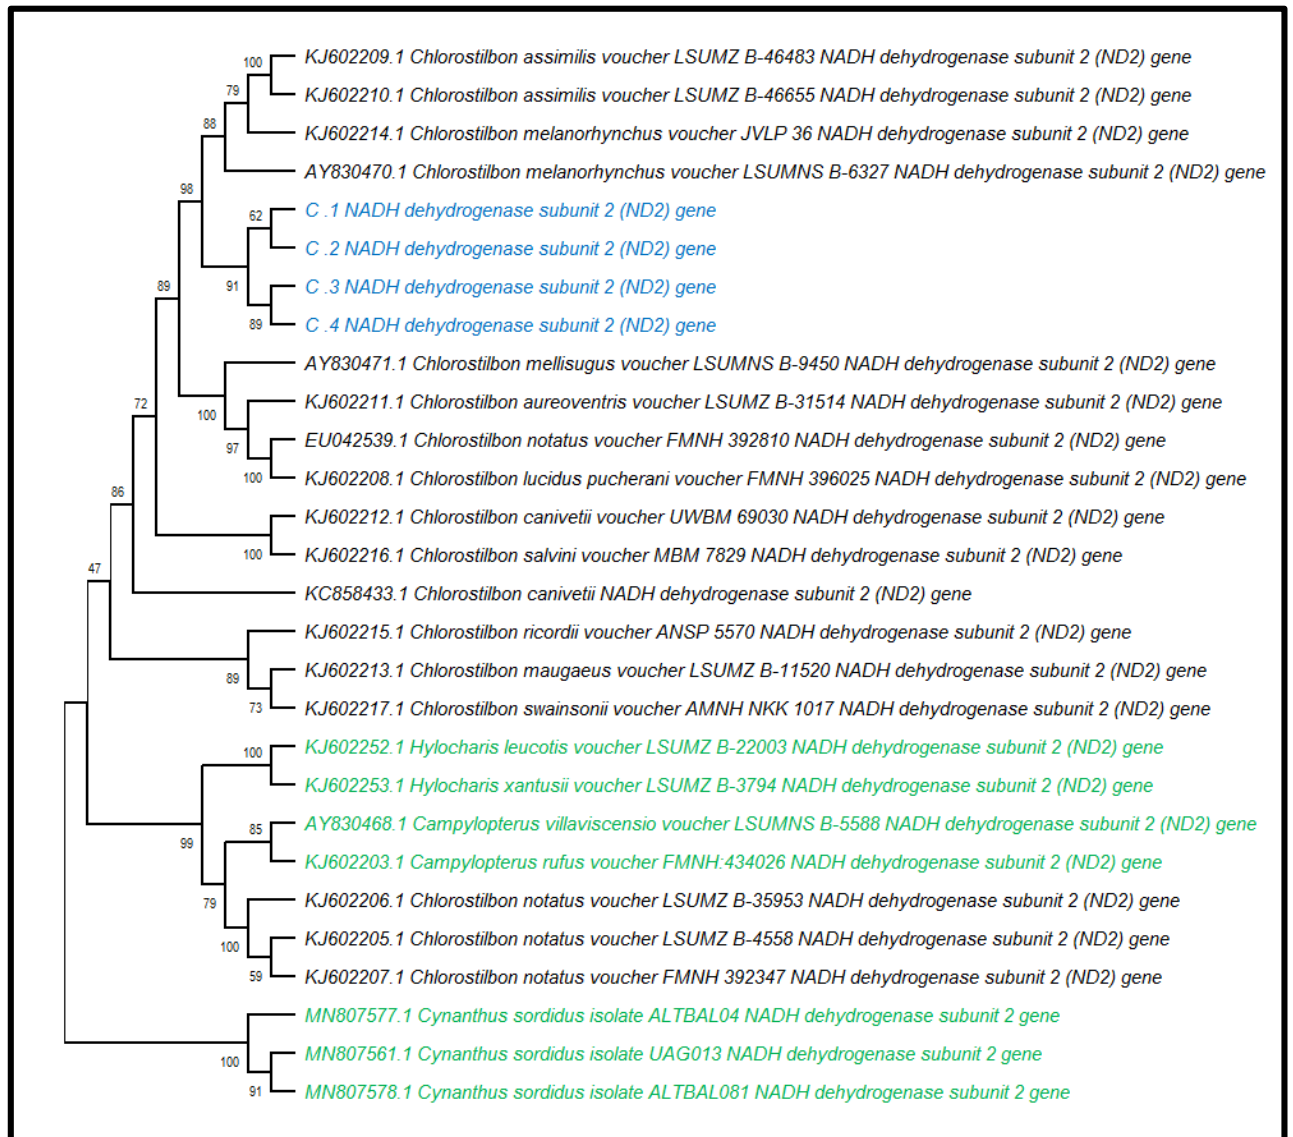 100
KJ602209.1 Chlorostilbon assimilis voucher LSUMZ B-46483 NADH dehydrogenase subunit 2 (ND2) gene
79
KJ602210.1 Chlorostilbon assimilis voucher LSUMZ B-46655 NADH dehydrogenase subunit 2 (ND2) gene
88
KJ602214.1 Chlorostilbon melanorhynchus voucher JVLP 36 NADH dehydrogenase subunit 2 (ND2) gene
AY830470.1 Chlorostilbon melanorhynchus voucher LSUMNS B-6327 NADH dehydrogenase subunit 2 (ND2) gene
98
C .1 NADH dehydrogenase subunit 2 (ND2) gene
62
C .2 NADH dehydrogenase subunit 2 (ND2) gene
89
91
C .3 NADH dehydrogenase subunit 2 (ND2) gene
89
C .4 NADH dehydrogenase subunit 2 (ND2) gene
AY830471.1 Chlorostilbon mellisugus voucher LSUMNS B-9450 NADH dehydrogenase subunit 2 (ND2) gene
72
100
KJ602211.1 Chlorostilbon aureoventris voucher LSUMZ B-31514 NADH dehydrogenase subunit 2 (ND2) gene
97
EU042539.1 Chlorostilbon notatus voucher FMNH 392810 NADH dehydrogenase subunit 2 (ND2) gene
100
KJ602208.1 Chlorostilbon lucidus pucherani voucher FMNH 396025 NADH dehydrogenase subunit 2 (ND2) gene
86
KJ602212.1 Chlorostilbon canivetii voucher UWBM 69030 NADH dehydrogenase subunit 2 (ND2) gene
100
KJ602216.1 Chlorostilbon salvini voucher MBM 7829 NADH dehydrogenase subunit 2 (ND2) gene
47
KC858433.1 Chlorostilbon canivetii NADH dehydrogenase subunit 2 (ND2) gene
KJ602215.1 Chlorostilbon ricordii voucher ANSP 5570 NADH dehydrogenase subunit 2 (ND2) gene
89
KJ602213.1 Chlorostilbon maugaeus voucher LSUMZ B-11520 NADH dehydrogenase subunit 2 (ND2) gene
73
KJ602217.1 Chlorostilbon swainsonii voucher AMNH NKK 1017 NADH dehydrogenase subunit 2 (ND2) gene
100
KJ602252.1 Hylocharis leucotis voucher LSUMZ B-22003 NADH dehydrogenase subunit 2 (ND2) gene
KJ602253.1 Hylocharis xantusii voucher LSUMZ B-3794 NADH dehydrogenase subunit 2 (ND2) gene
99
85
AY830468.1 Campylopterus villaviscensio voucher LSUMNS B-5588 NADH dehydrogenase subunit 2 (ND2) gene
KJ602203.1 Campylopterus rufus voucher FMNH:434026 NADH dehydrogenase subunit 2 (ND2) gene
79
KJ602206.1 Chlorostilbon notatus voucher LSUMZ B-35953 NADH dehydrogenase subunit 2 (ND2) gene
100
KJ602205.1 Chlorostilbon notatus voucher LSUMZ B-4558 NADH dehydrogenase subunit 2 (ND2) gene
59
KJ602207.1 Chlorostilbon notatus voucher FMNH 392347 NADH dehydrogenase subunit 2 (ND2) gene
MN807577.1 Cynanthus sordidus isolate ALTBAL04 NADH dehydrogenase subunit 2 gene
100
MN807561.1 Cynanthus sordidus isolate UAG013 NADH dehydrogenase subunit 2 gene
91
MN807578.1 Cynanthus sordidus isolate ALTBAL081 NADH dehydrogenase subunit 2 gene